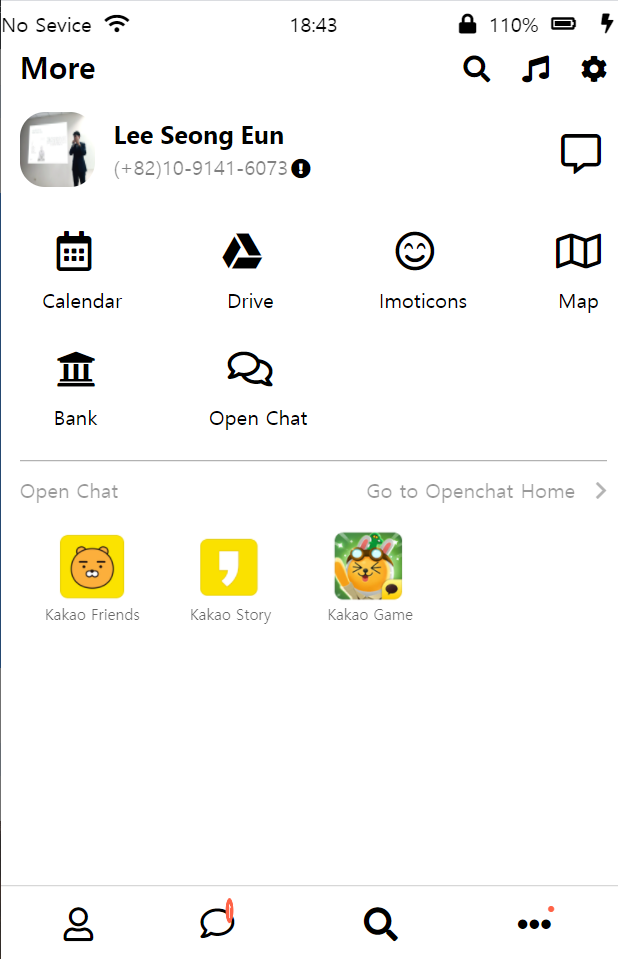 No Sevice 18:43 110%
More
Lee Seong Eun
(+82)10-9141-6073
Calendar Drive Imoticons Map
Bank Open Chat
Open Chat Go to Openchat Home
Kakao Friends Kakao Story Kakao Game